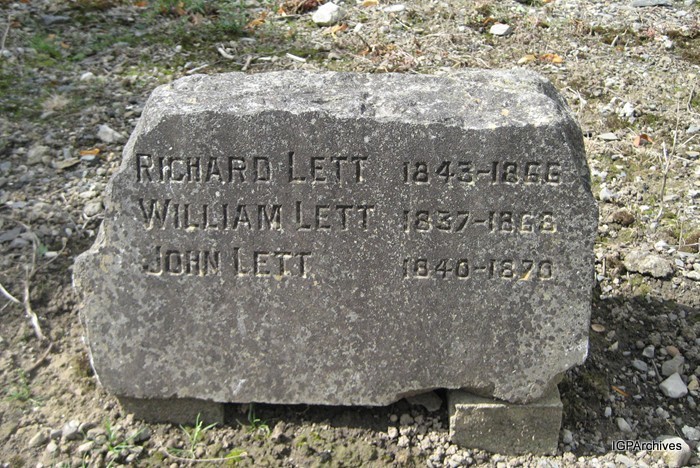 Richard Lett 1843-1866
William Lett 1837-1868
John Lett 1840-1870
IGPArchives